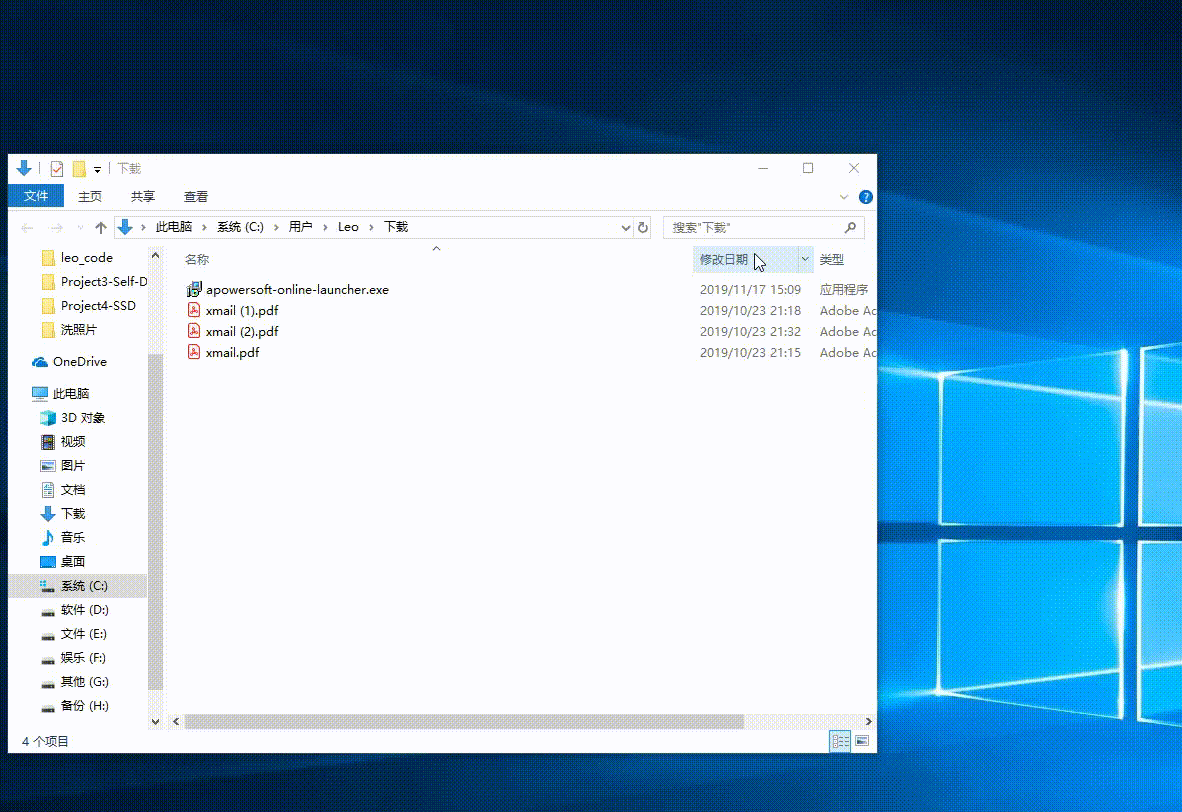 下载
文件 主页 共享 查看
此电脑 系统 (C:) 用户 Leo 下载
搜索"下载"
leo_code
Project3-Self-D
Project4-SSD
洗照片
OneDrive
此电脑
3D 对象
视频
图片
文档
下载
音乐
桌面
系统 (C:)
软件 (D:)
文件 (E:)
娱乐 (F:)
其他 (G:)
备份 (H:)
名称 修改日期 类型
apowersoft-online-launcher.exe 2019/11/17 15:09 应用程序
xmail (1).pdf 2019/10/23 21:18 Adobe Ac
xmail (2).pdf 2019/10/23 21:32 Adobe Ac
xmail.pdf 2019/10/23 21:15 Adobe Ac
4 个项目